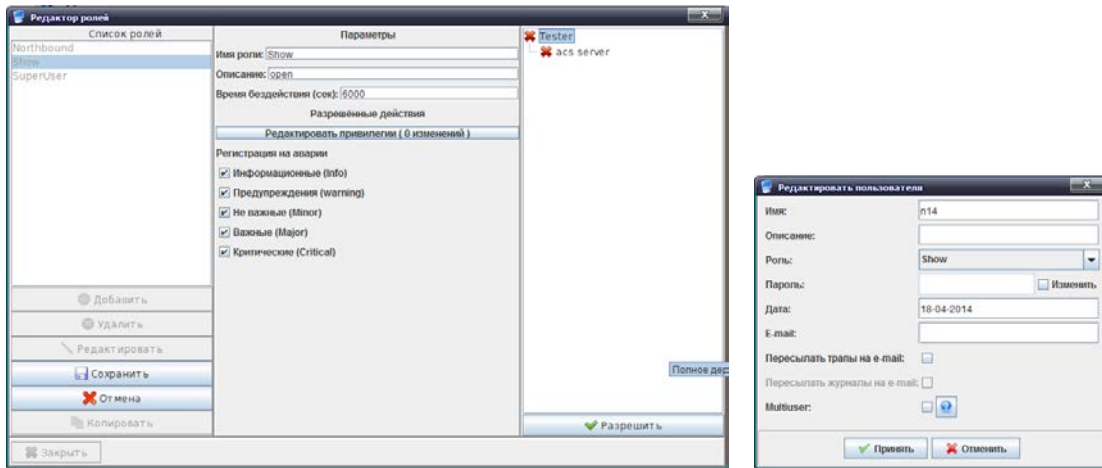 Редактор ролей
Список ролей
Northbound
Show
SuperUser
Добавить
Удалить
Редактировать
Сохранить
Отмена
Копировать
Закрыть
Параметры
Имя роли: Show
Описание: open
Время бездействия (сек): 6000
Разрешённые действия
Редактировать привилегии ( 0 изменений )
Регистрация на аварии
Информационные (Info)
Предупреждения (warning)
Не важные (Minor)
Важные (Major)
Критические (Critical)
Tester
acs server
Полное дер
Разрешить
Редактировать пользователя
Имя: n14
Описание:
Роль: Show
Пароль: Изменить
Дата: 18-04-2014
E-mail:
Пересылать трапы на e-mail:
Пересылать журналы на e-mail:
Multiuser:
Принять Отменить